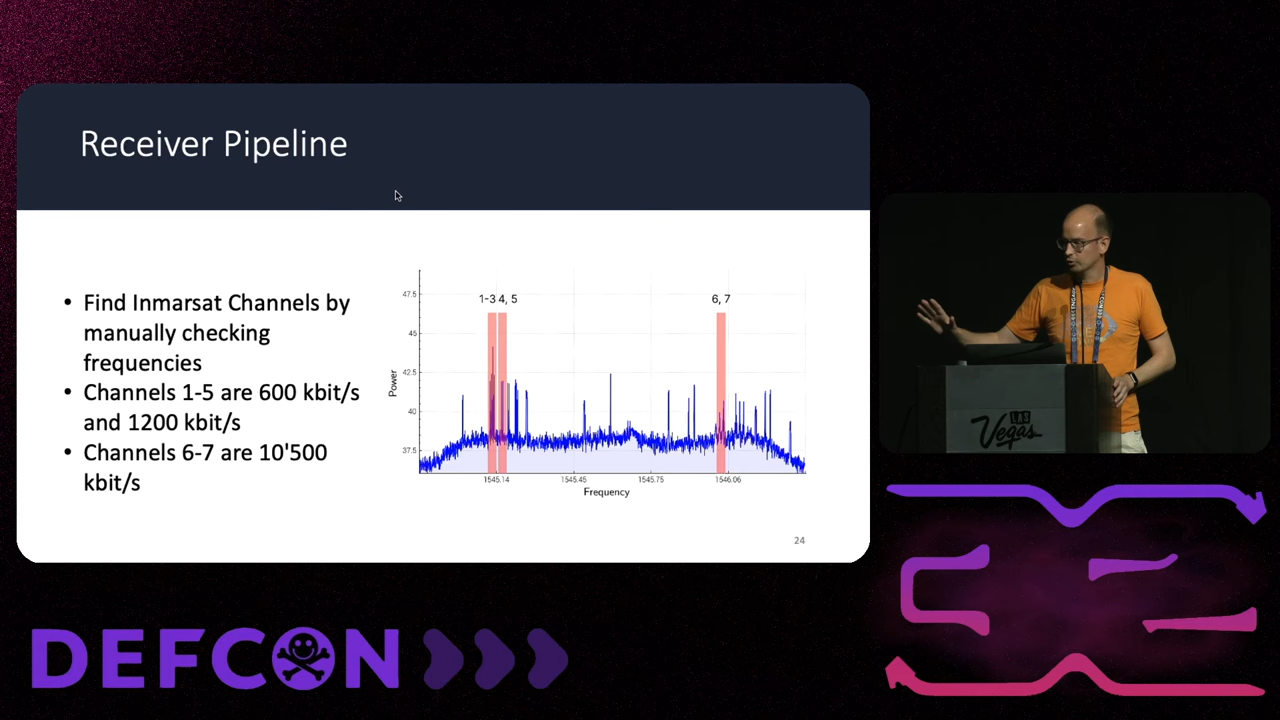 Receiver Pipeline
• Find Inmarsat Channels by
manually checking
frequencies
• Channels 1-5 are 600 kbit/s
and 1200 kbit/s
• Channels 6-7 are 10'500
kbit/s
1-3 4, 5
6, 7
47.5
45
42.5
40
37.5
Power
1545.14
1545.45
1545.75
1546.06
Frequency
24
LAS
Vegas
DEFCON